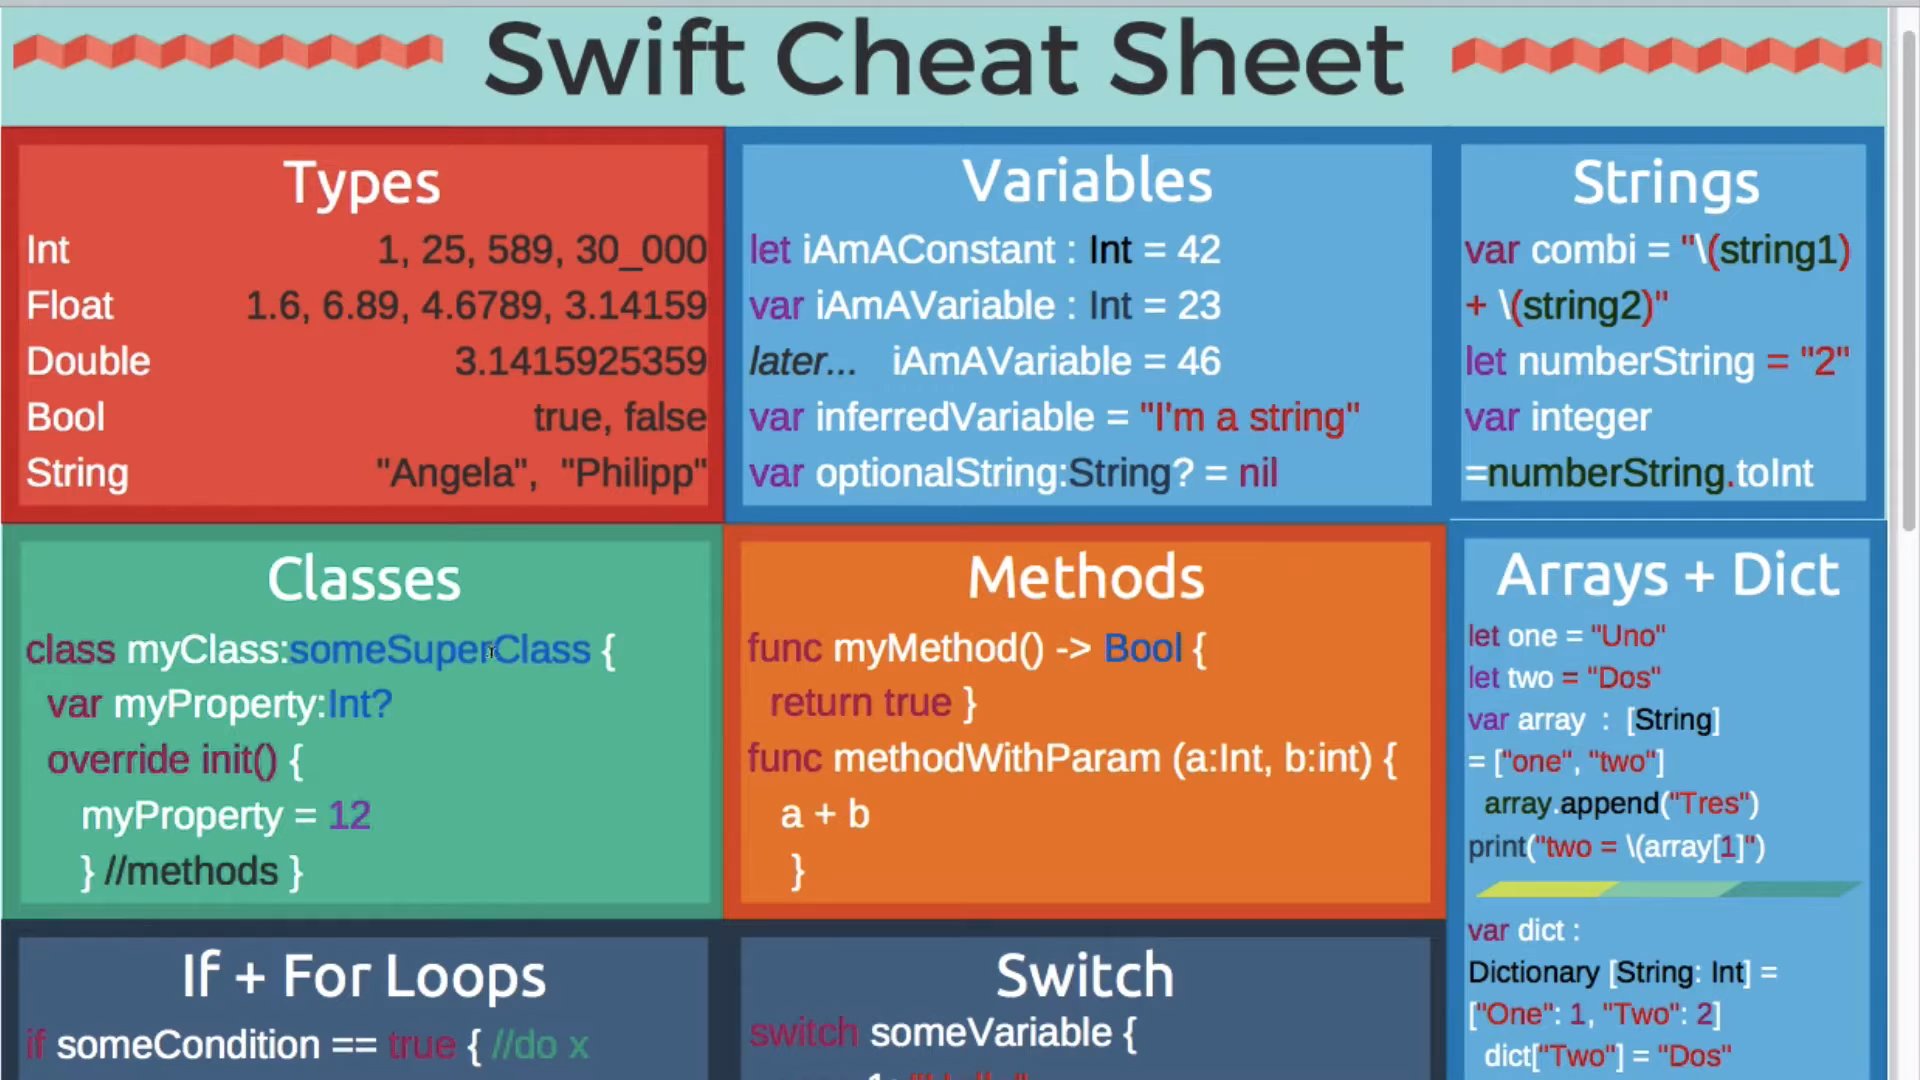 Swift Cheat Sheet
Types
Int 1, 25, 589, 30_000
Float 1.6, 6.89, 4.6789, 3.14159
Double 3.1415925359
Bool true, false
String "Angela", "Philipp"
Variables
let iAmAConstant : Int = 42
var iAmAVariable : Int = 23
later... iAmAVariable = 46
var inferredVariable = "I'm a string"
var optionalString:String? = nil
Strings
var combi = "\(string1)
+ \(string2)"
let numberString = "2"
var integer
=numberString.toInt
Classes
class myClass:someSuperClass {
var myProperty:Int?
override init() {
myProperty = 12
} //methods }
Methods
func myMethod() -> Bool {
return true }
func methodWithParam (a:Int, b:int) {
a + b
}
Arrays + Dict
let one = "Uno"
let two = "Dos"
var array : [String]
= ["one", "two"]
array.append("Tres")
print("two = \(array[1]")
var dict :
Dictionary [String: Int] =
["One": 1, "Two": 2]
dict["Two"] = "Dos"
If + For Loops
if someCondition == true { //do x
Switch
switch someVariable {